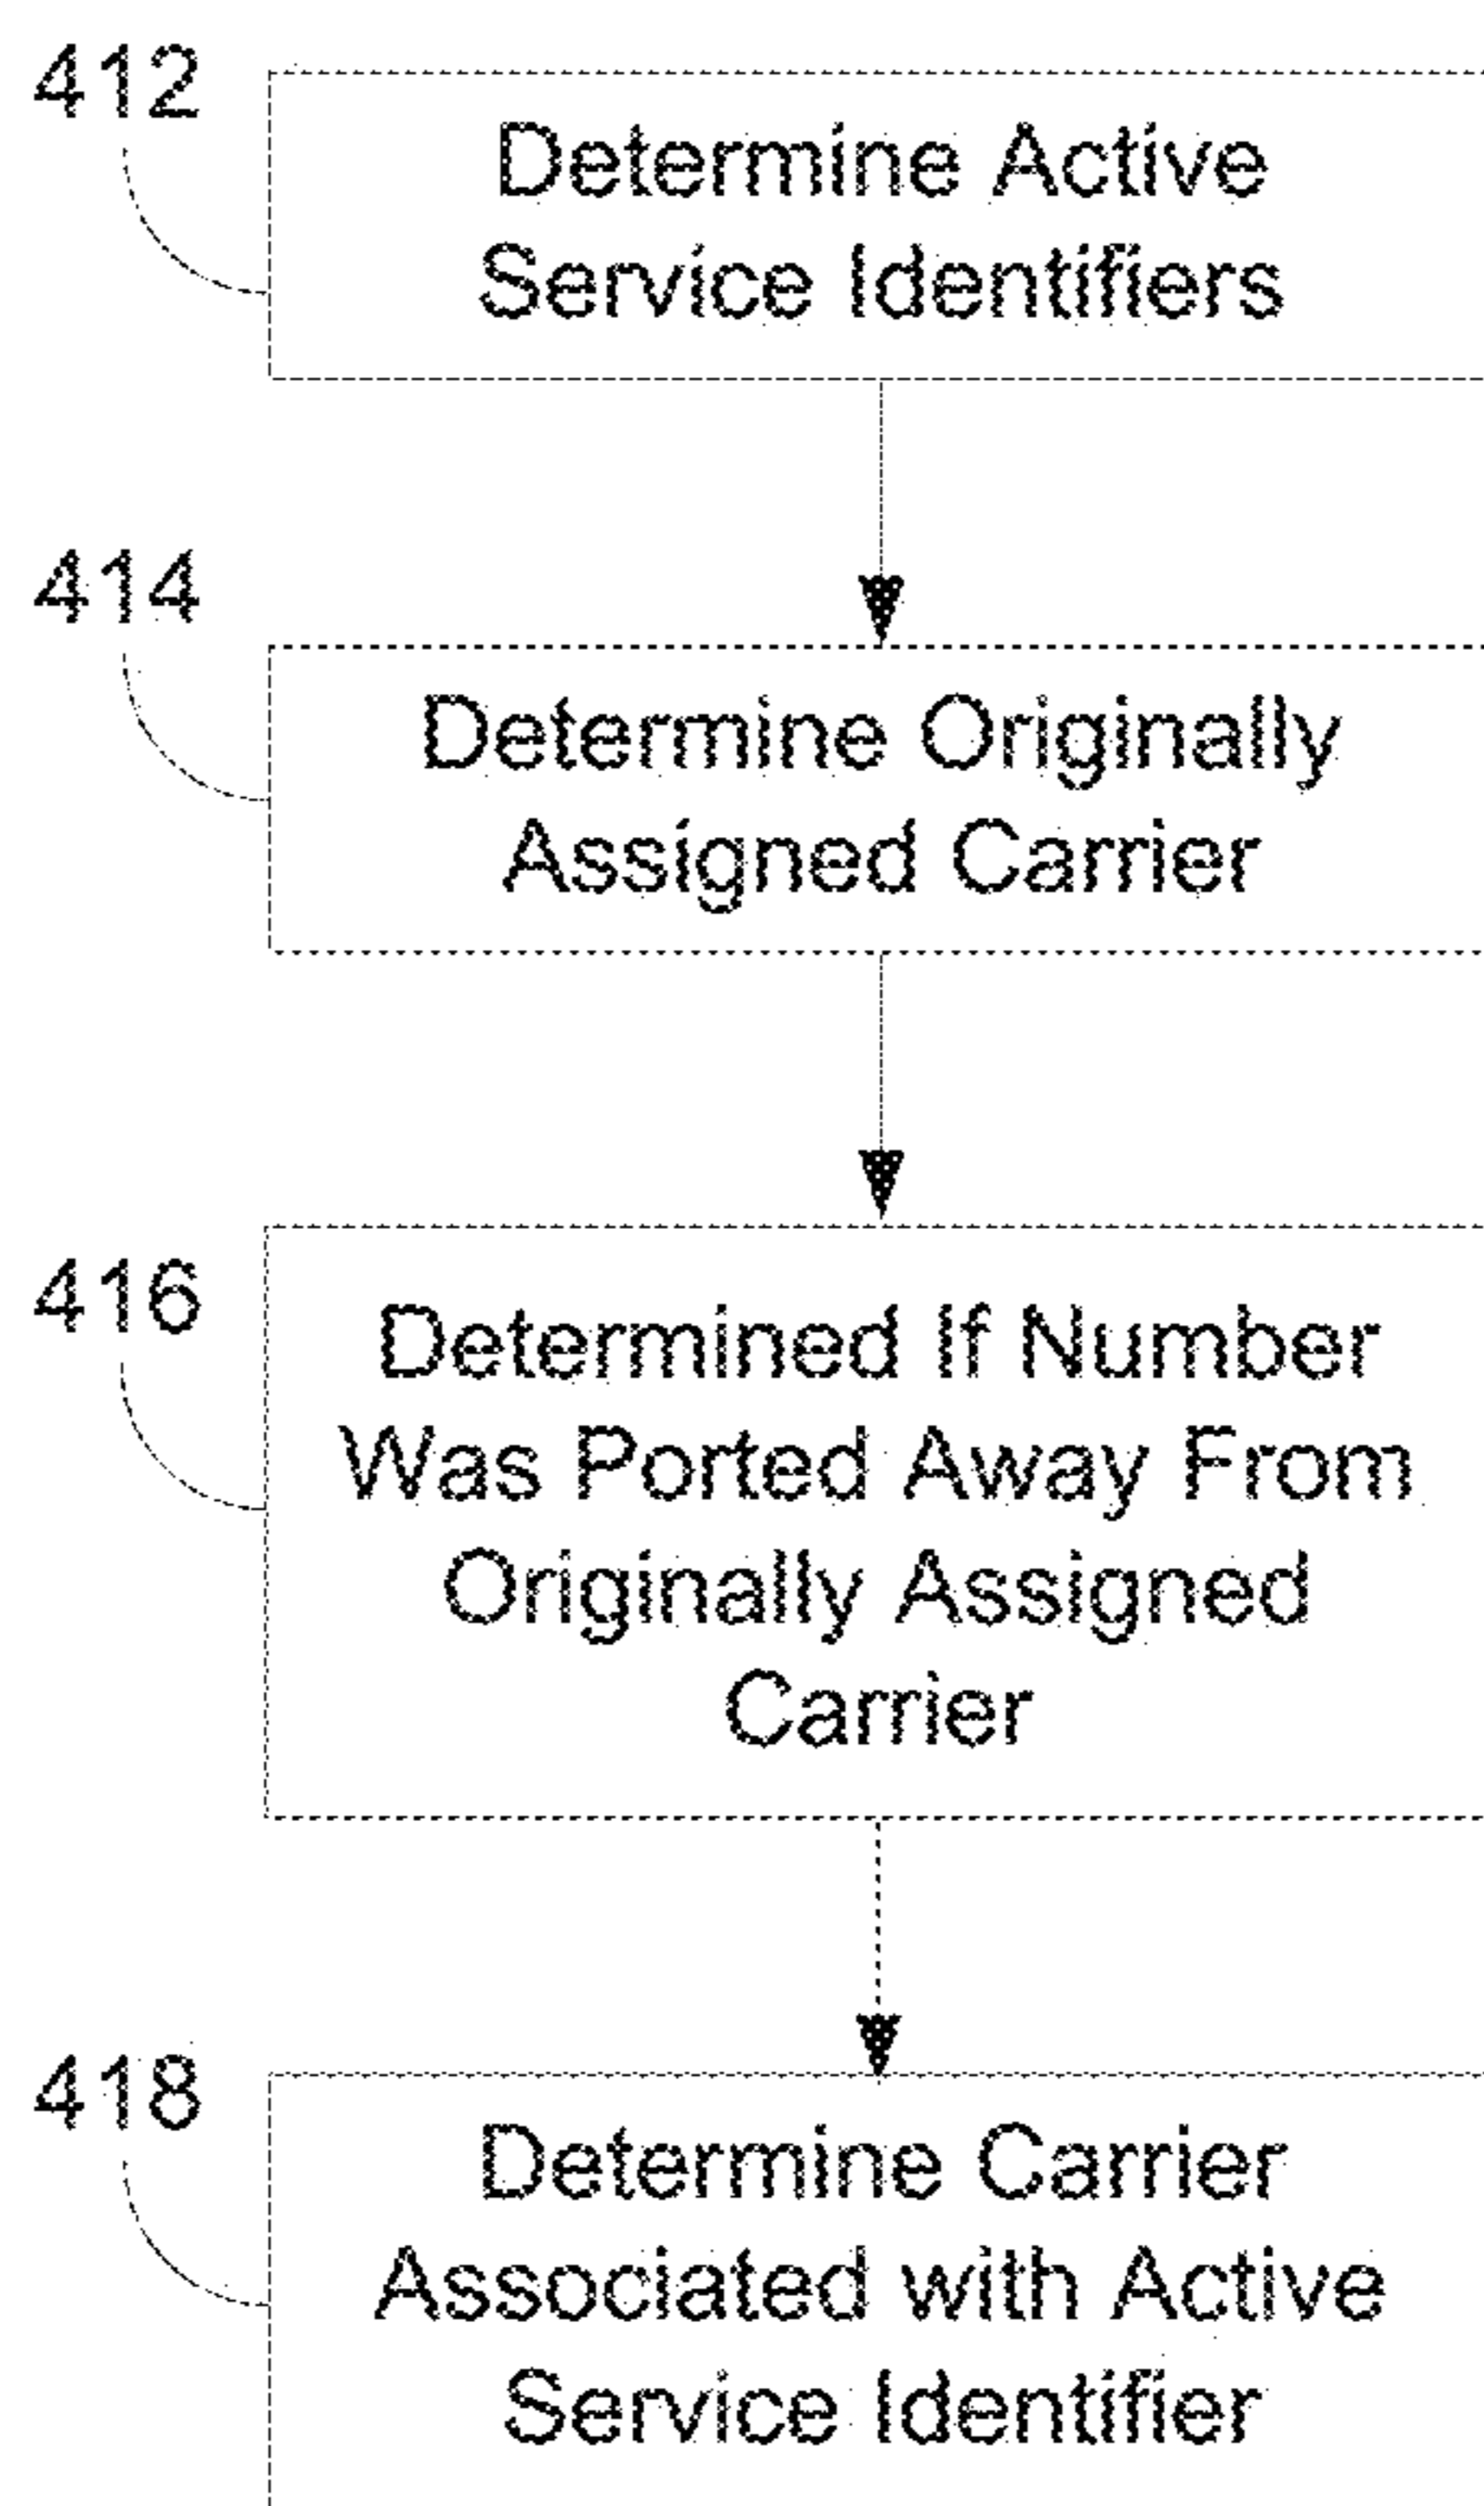 412
Determine Active
Service Identifiers
414
Determine Originally
Assigned Carrier
416
Determined If Number
Was Ported Away From
Originally Assigned
Carrier
418
Determine Carrier
Associated with Active
Service Identifier